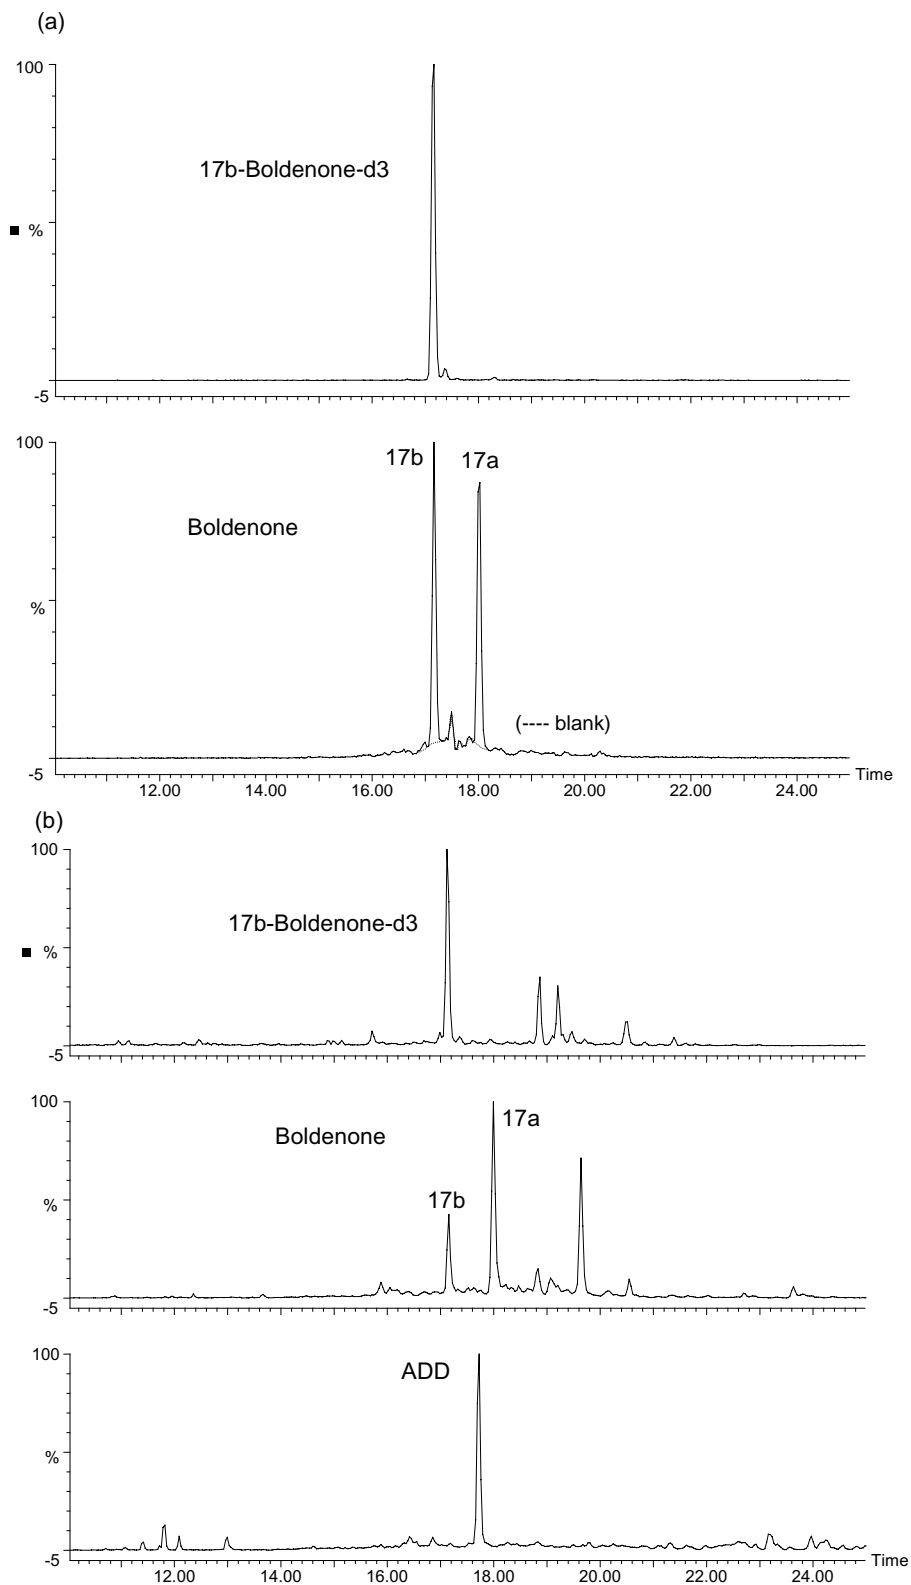 (a)
100
17b-Boldenone-d3
%
-5
100
17b
17a
Boldenone
%
(---- blank)
-5
Time
12.00 14.00 16.00 18.00 20.00 22.00 24.00
(b)
100
17b-Boldenone-d3
%
-5
100
17a
Boldenone
17b
%
-5
100
ADD
%
-5
Time
12.00 14.00 16.00 18.00 20.00 22.00 24.00